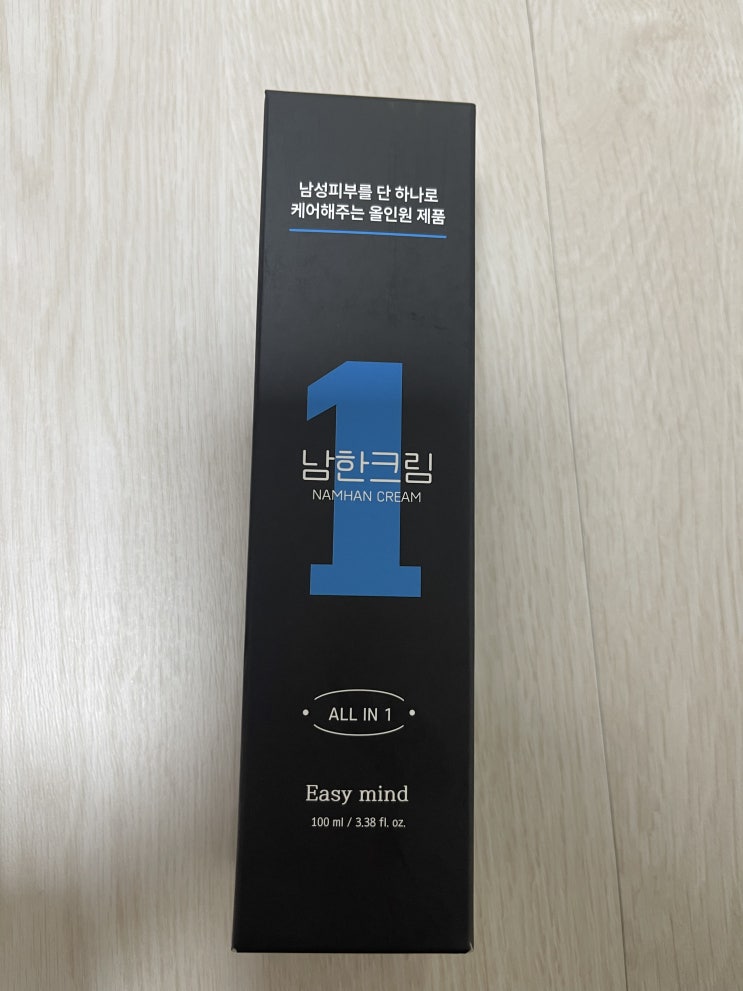 남성피부를 단 하나로
케어해주는 올인원 제품
1
남한크림
NAMHAN CREAM
ALL IN 1
Easy mind
100 ml / 3.38 fl. oz.